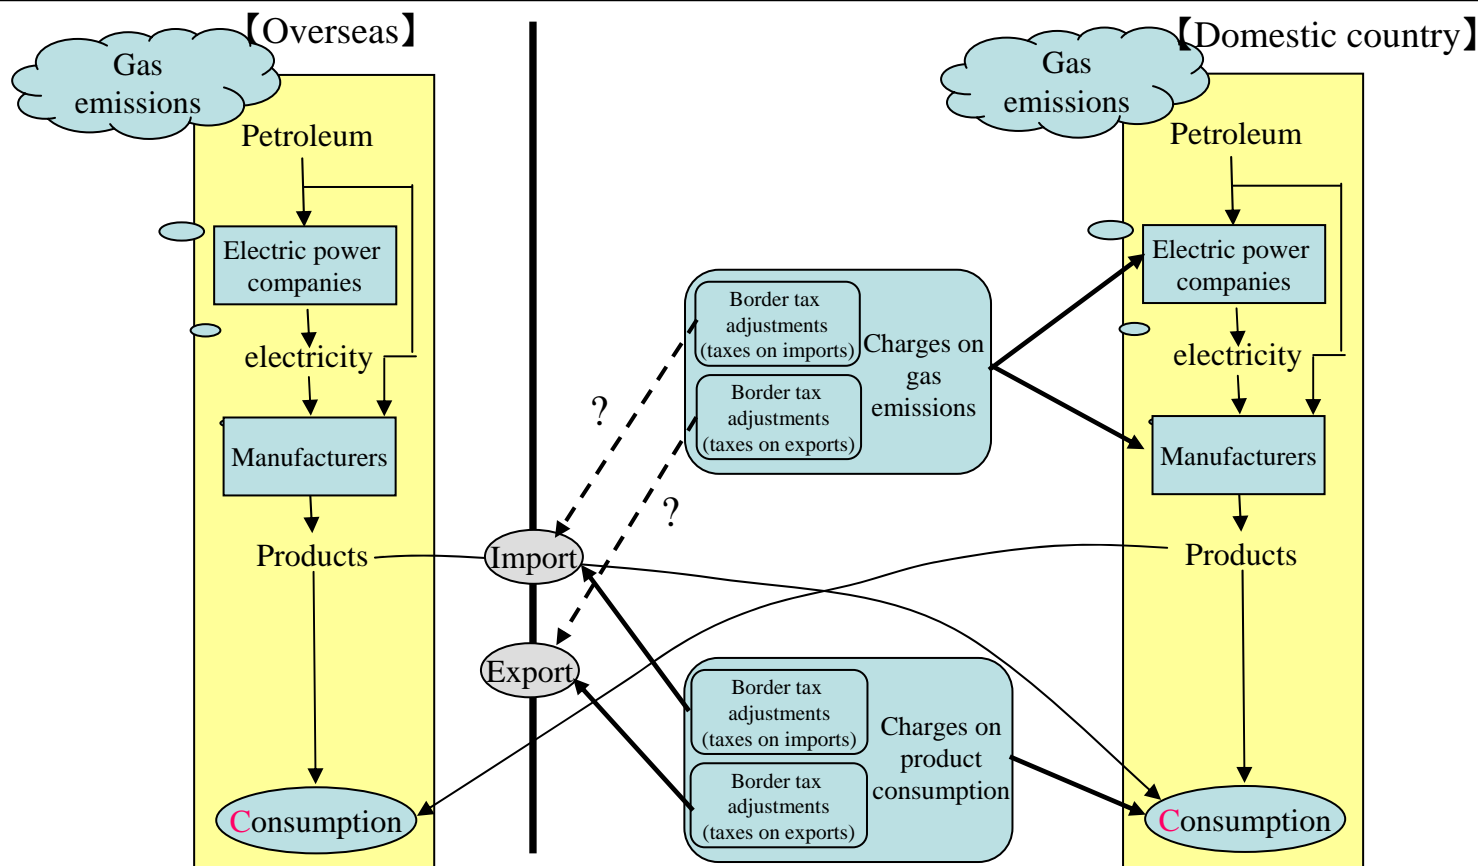 【Overseas】
Gas
emissions
Petroleum
Electric power
companies
electricity
Manufacturers
Products
Consumption
?
?
Import
Export
Border tax
adjustments
(taxes on imports)
Border tax
adjustments
(taxes on exports)
Charges on
gas
emissions
Border tax
adjustments
(taxes on imports)
Border tax
adjustments
(taxes on exports)
Charges on
product
consumption
【Domestic country】
Gas
emissions
Petroleum
Electric power
companies
electricity
Manufacturers
Products
Consumption